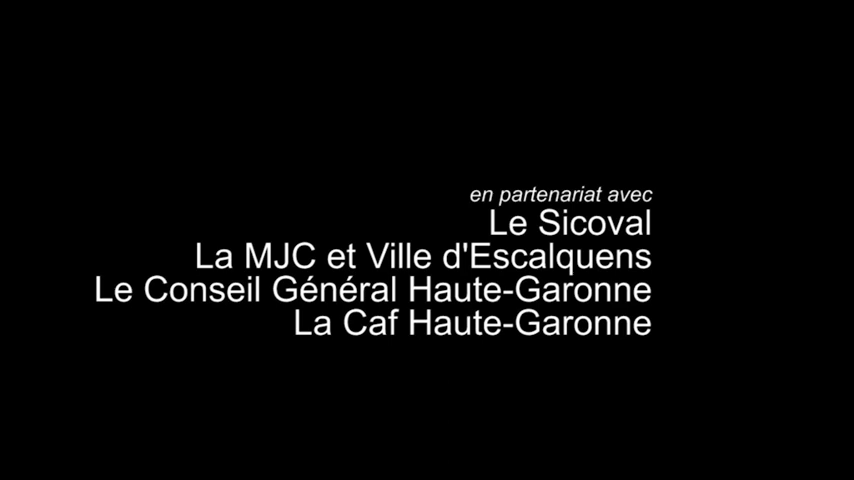 en partenariat avec
Le Sicoval
La MJC et Ville d'Escalquens
Le Conseil Général Haute-Garonne
La Caf Haute-Garonne